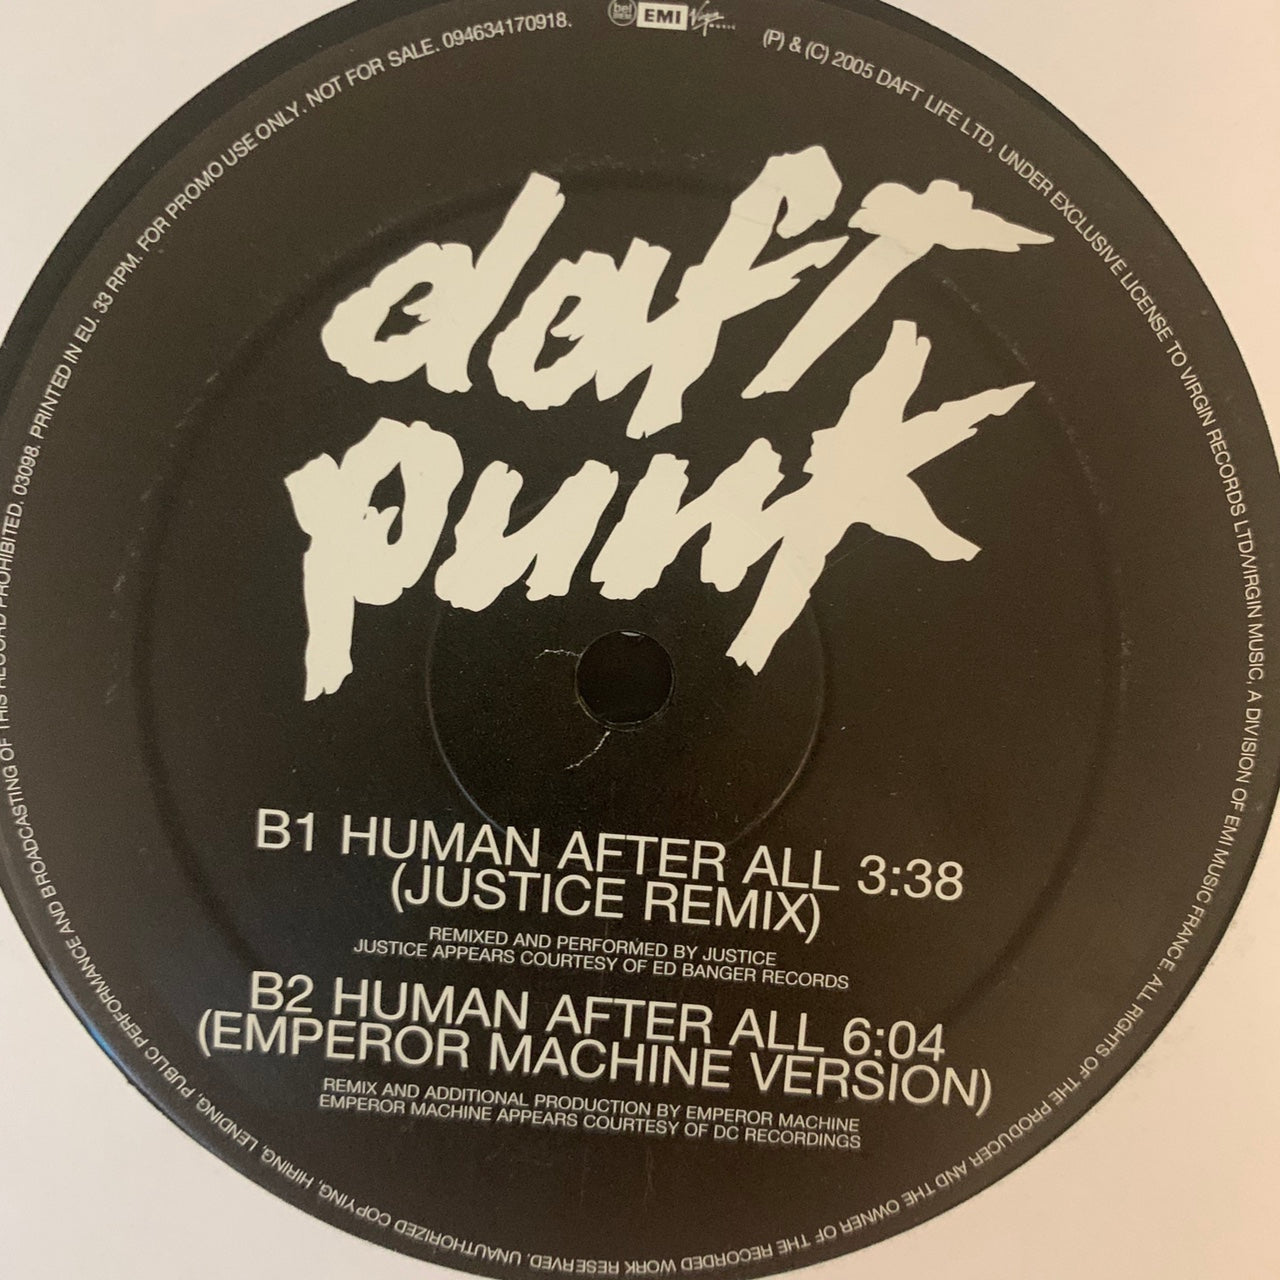 bel
BIEM
EMI
Virgin
MUSIC
(P) & (C) 2005 DAFT LIFE LTD, UNDER EXCLUSIVE LICENSE TO VIRGIN RECORDS LTD/VIRGIN MUSIC, A DIVISION OF EMI MUSIC FRANCE. ALL RIGHTS OF THE PRODUCER AND THE OWNER OF THE RECORDED WORK RESERVED. UNAUTHORIZED COPYING, HIRING, LENDING, PUBLIC PERFORMANCE AND BROADCASTING OF THIS RECORD PROHIBITED. 03098. PRINTED IN EU. 33 RPM. FOR PROMO USE ONLY. NOT FOR SALE. 094634170918.
dafT
punk
B1 HUMAN AFTER ALL 3:38
(JUSTICE REMIX)
REMIXED AND PERFORMED BY JUSTICE
JUSTICE APPEARS COURTESY OF ED BANGER RECORDS
B2 HUMAN AFTER ALL 6:04
(EMPEROR MACHINE VERSION)
REMIX AND ADDITIONAL PRODUCTION BY EMPEROR MACHINE
EMPEROR MACHINE APPEARS COURTESY OF DC RECORDINGS